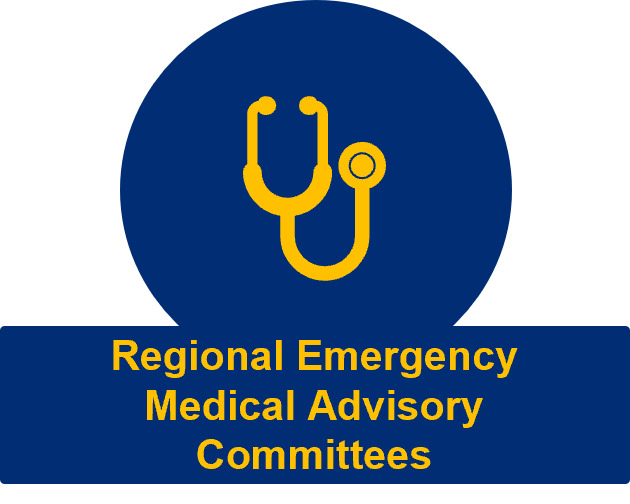 Regional Emergency
Medical Advisory
Committees